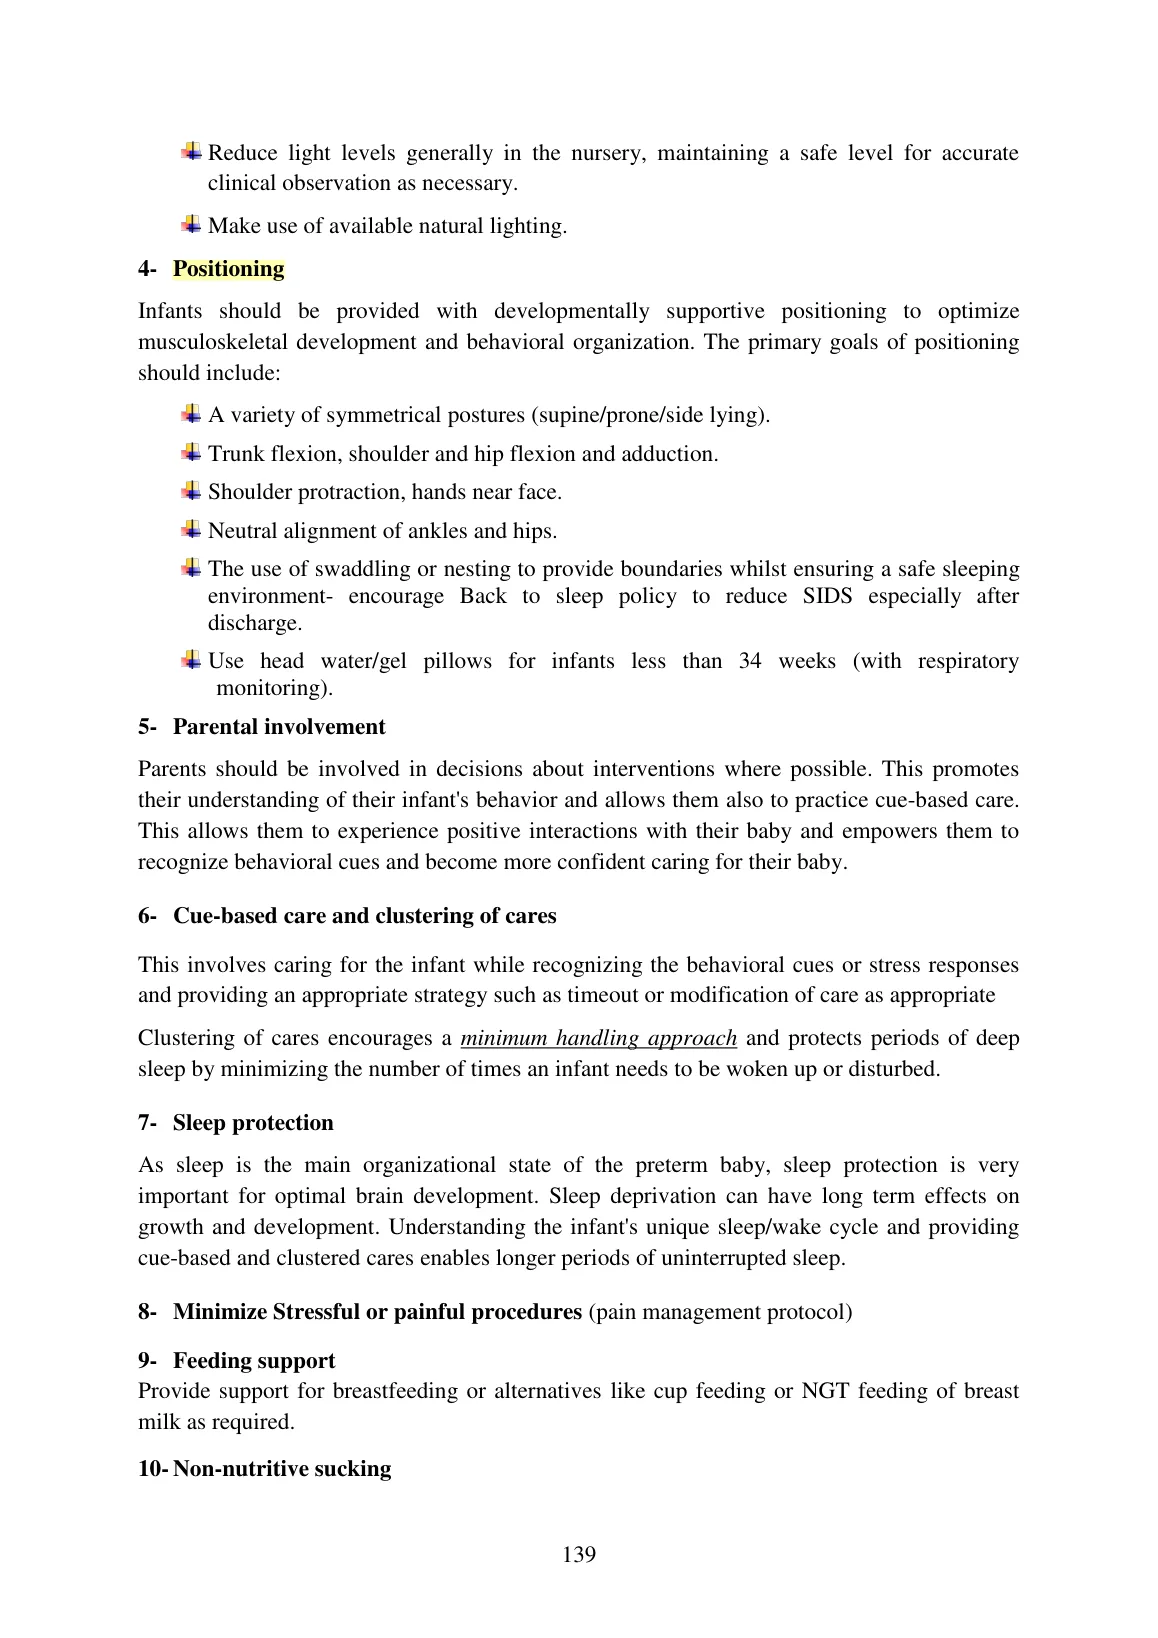 Reduce light levels generally in the nursery, maintaining a safe level for accurate
clinical observation as necessary.
Make use of available natural lighting.
4- Positioning
Infants should be provided with developmentally supportive positioning to optimize
musculoskeletal development and behavioral organization. The primary goals of positioning
should include:
A variety of symmetrical postures (supine/prone/side lying).
Trunk flexion, shoulder and hip flexion and adduction.
Shoulder protraction, hands near face.
Neutral alignment of ankles and hips.
The use of swaddling or nesting to provide boundaries whilst ensuring a safe sleeping
environment- encourage Back to sleep policy to reduce SIDS especially after
discharge.
Use head water/gel pillows for infants less than 34 weeks (with respiratory
monitoring).
5- Parental involvement
Parents should be involved in decisions about interventions where possible. This promotes
their understanding of their infant's behavior and allows them also to practice cue-based care.
This allows them to experience positive interactions with their baby and empowers them to
recognize behavioral cues and become more confident caring for their baby.
6- Cue-based care and clustering of cares
This involves caring for the infant while recognizing the behavioral cues or stress responses
and providing an appropriate strategy such as timeout or modification of care as appropriate
Clustering of cares encourages a minimum handling approach and protects periods of deep
sleep by minimizing the number of times an infant needs to be woken up or disturbed.
7- Sleep protection
As sleep is the main organizational state of the preterm baby, sleep protection is very
important for optimal brain development. Sleep deprivation can have long term effects on
growth and development. Understanding the infant's unique sleep/wake cycle and providing
cue-based and clustered cares enables longer periods of uninterrupted sleep.
8- Minimize Stressful or painful procedures (pain management protocol)
9- Feeding support
Provide support for breastfeeding or alternatives like cup feeding or NGT feeding of breast
milk as required.
10- Non-nutritive sucking
139